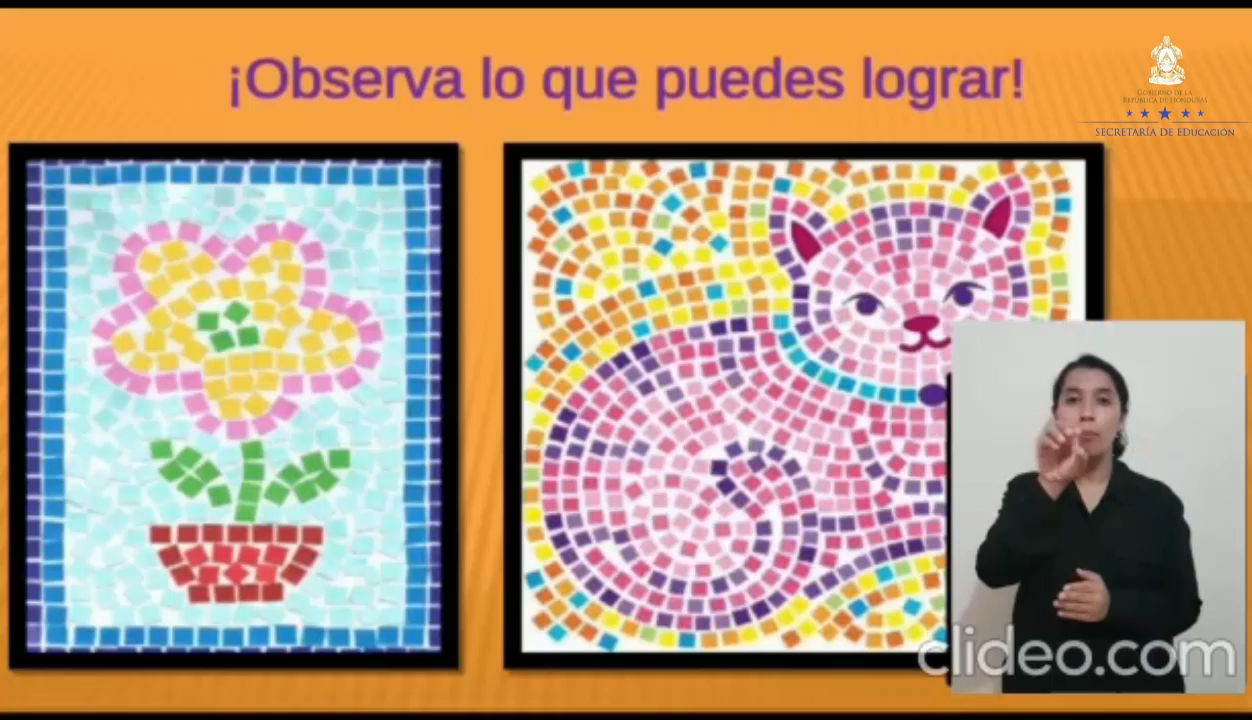 ¡Observa lo que puedes lograr!
GOBIERNO DE LA
REPÚBLICA DE HONDURAS
SECRETARÍA DE EDUCACIÓN
clideo.com